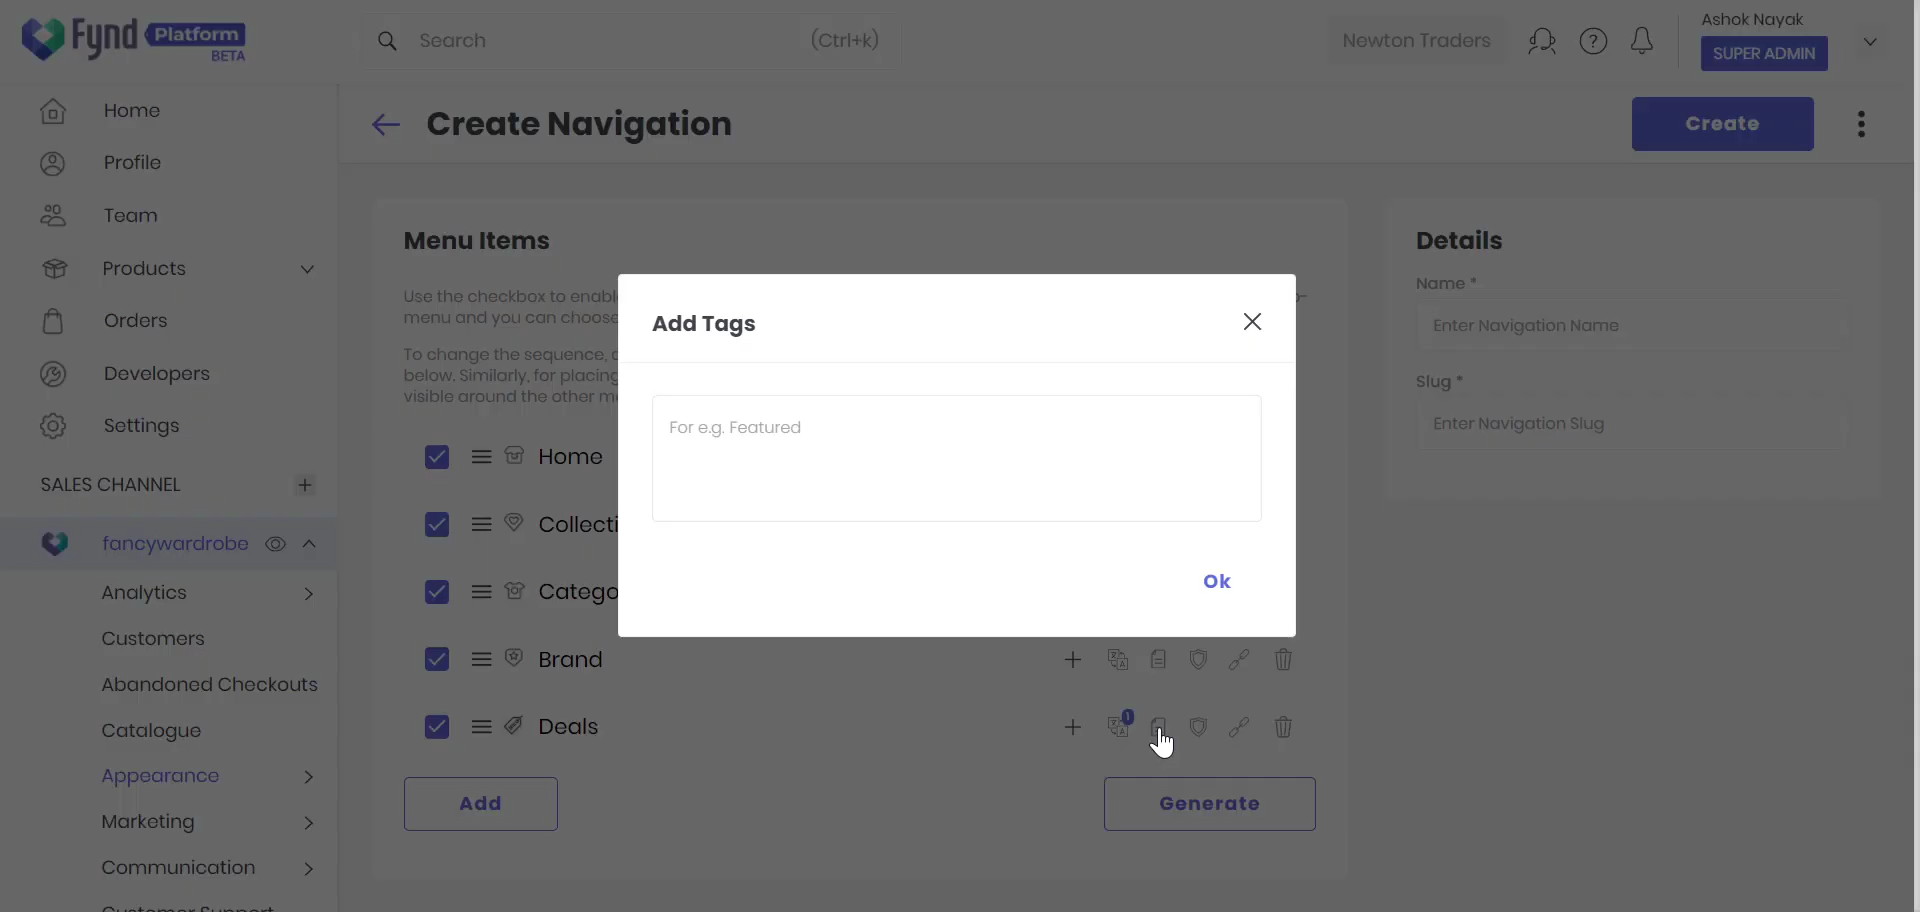 Fynd Platform
BETA
Search (Ctrl+k)
Newton Traders
Ashok Nayak
SUPER ADMIN
Home
Profile
Team
Products
Orders
Developers
Settings
SALES CHANNEL +
fancywardrobe
Analytics
Customers
Abandoned Checkouts
Catalogue
Appearance
Marketing
Communication
Customer Support
Create Navigation
Create
Menu Items
Use the checkbox to enabl
menu and you can choose
To change the sequence,
below. Similarly, for placing
visible around the other m
Home
Collecti
Catego
Brand
Deals
1
Add
Generate
Add Tags
For e.g. Featured
Ok
Details
Name *
Enter Navigation Name
Slug *
Enter Navigation Slug